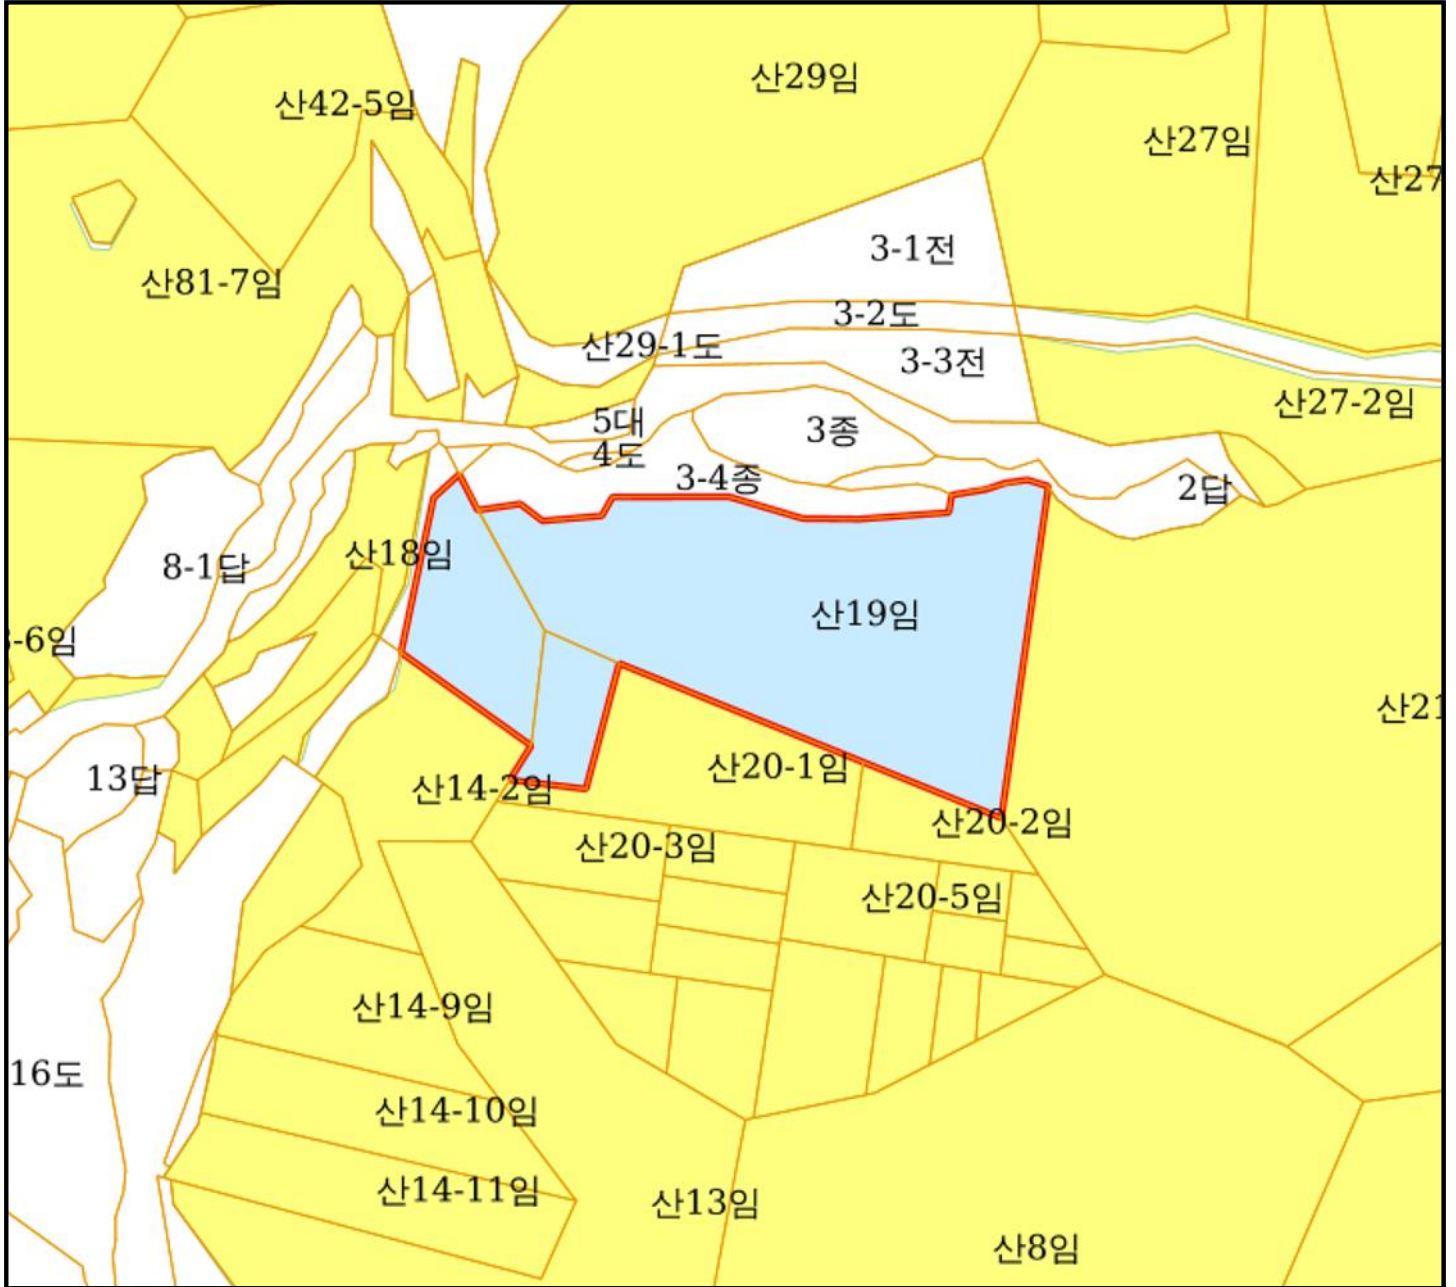 산29임
산42-5임
산27임
산27
3-1전
산81-7임
3-2도
산29-1도
3-3전
산27-2임
5대
3종
4도
3-4종
2답
산18임
8-1답
산19임
-6임
산21
산20-1임
13답
산14-2임
산20-2임
산20-3임
산20-5임
산14-9임
16도
산14-10임
산14-11임
산13임
산8임